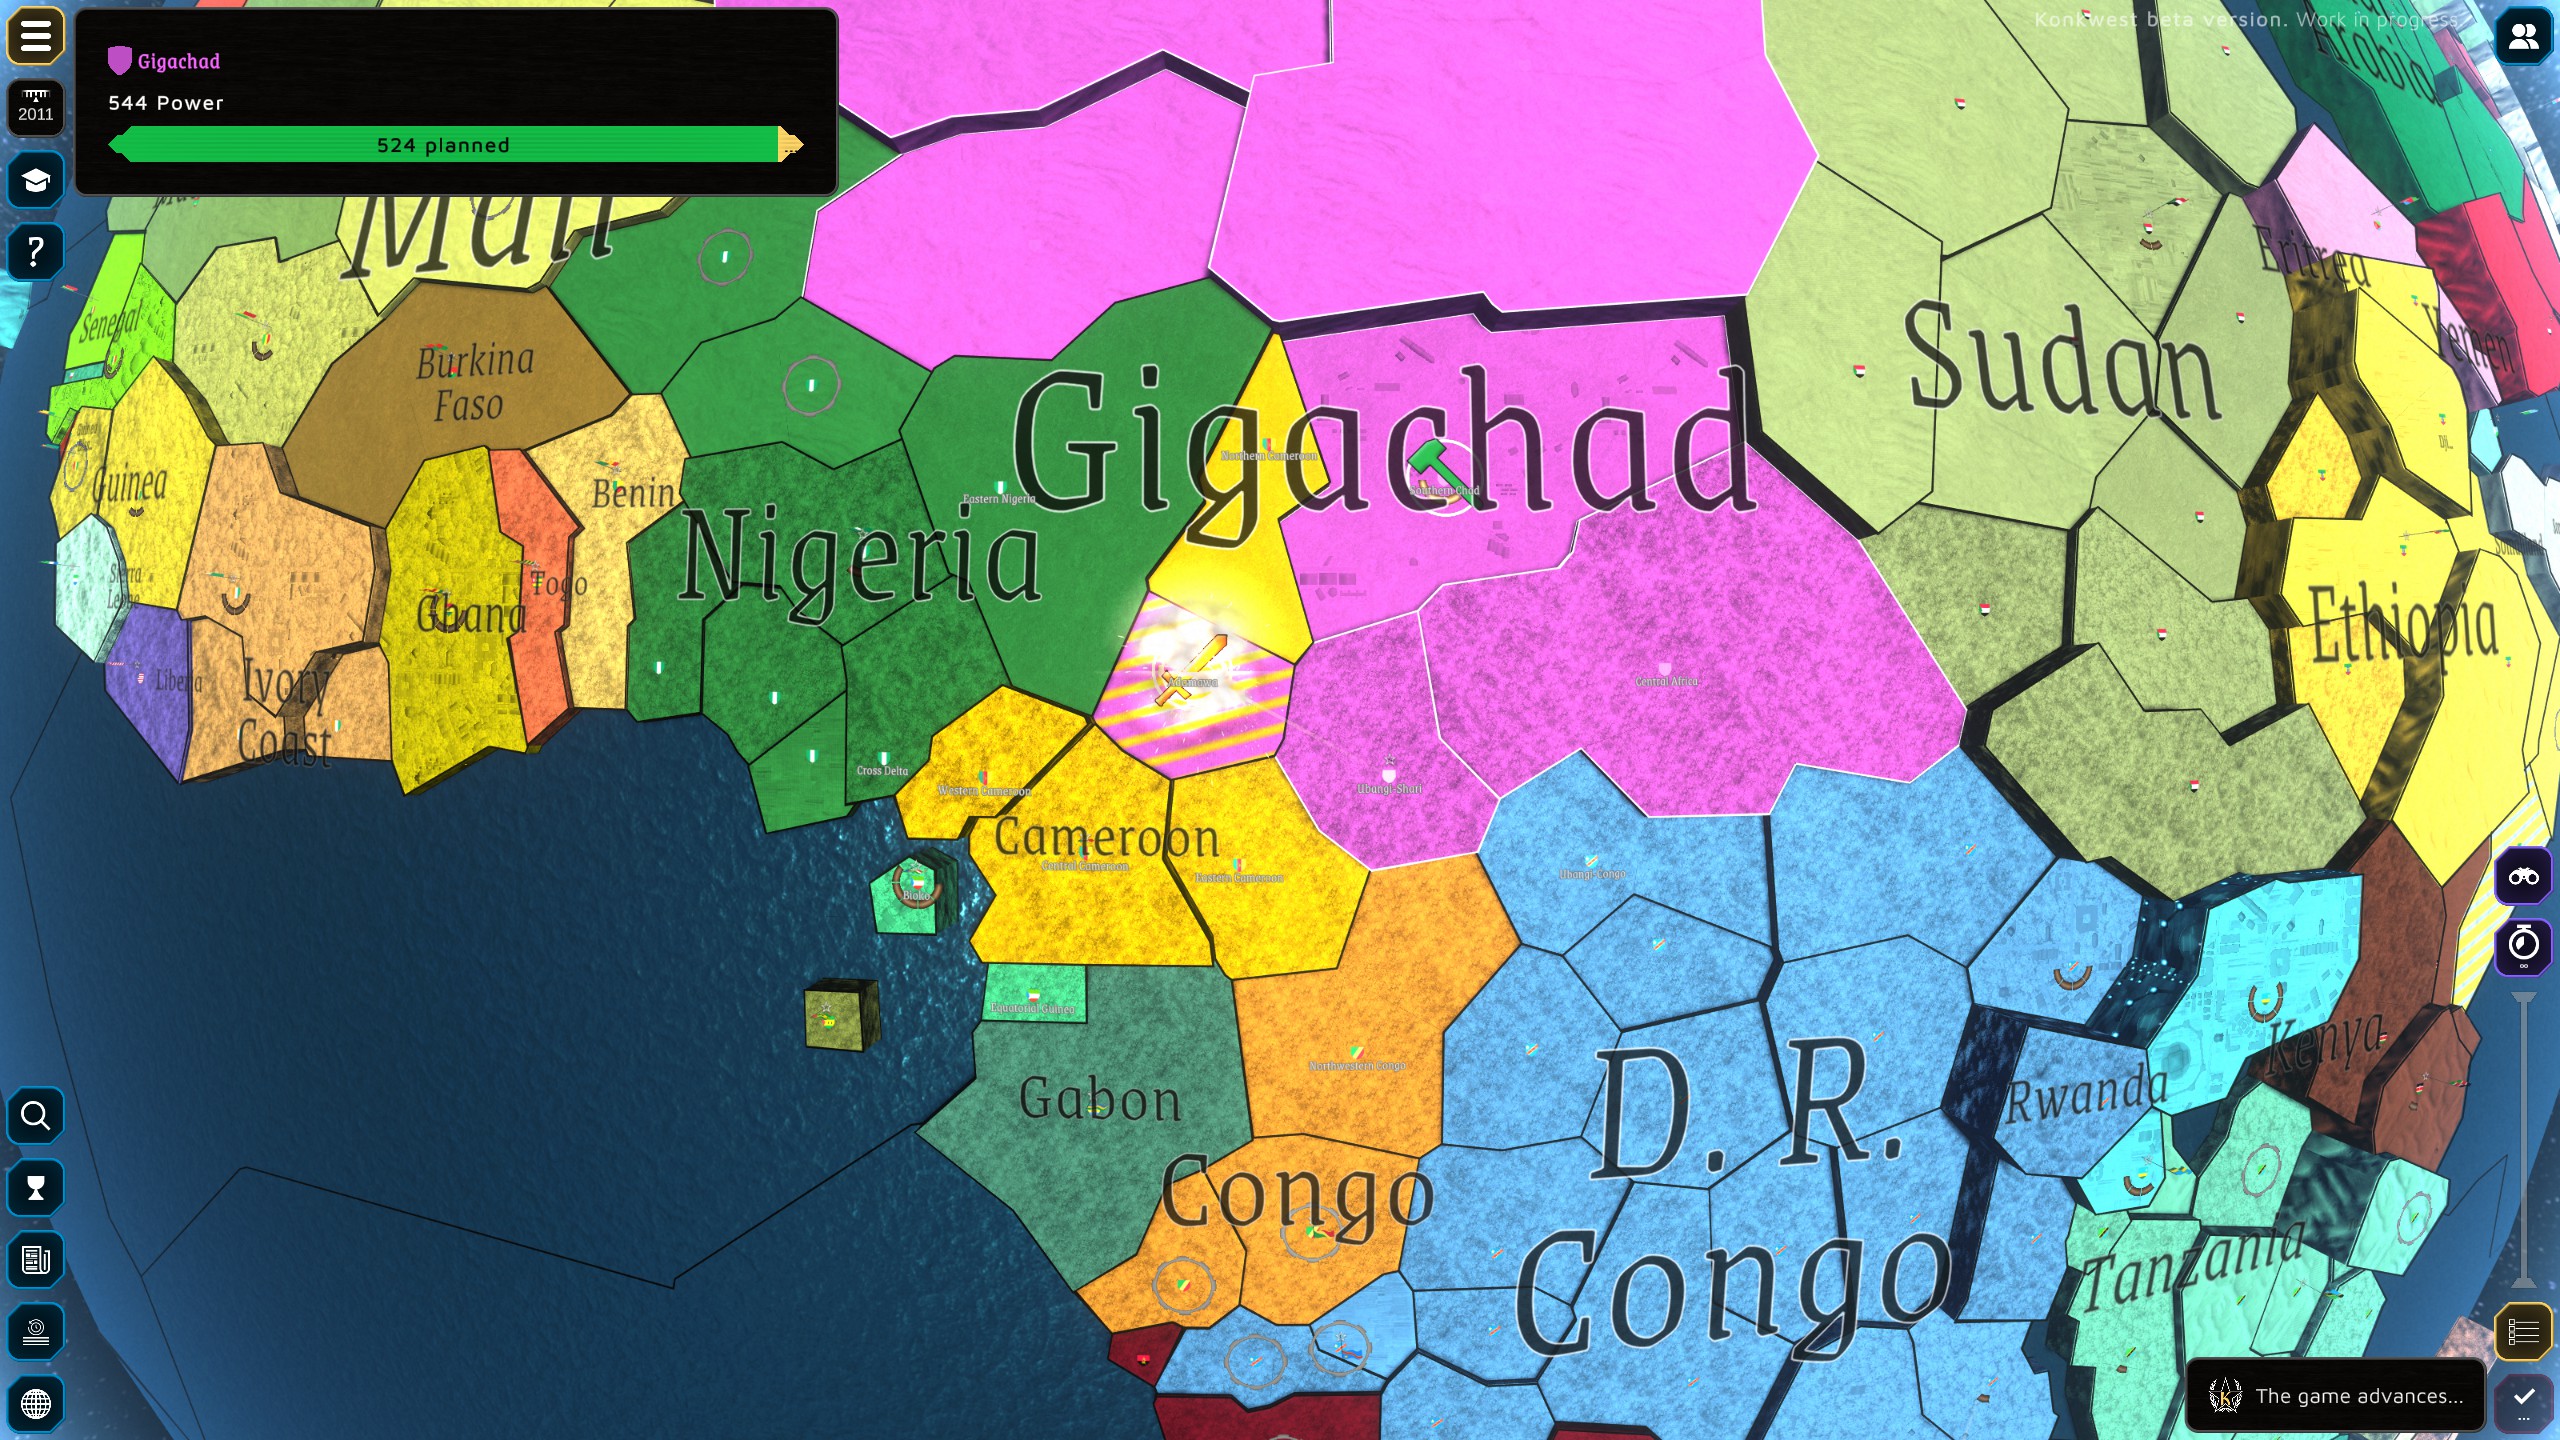 Gigachad
Konkwest beta version. Work in progress.
544 Power
2011
524 planned
Arabia
Mali
Eritrea
Senegal
Yemen
Burkina
Faso
Sudan
Gigachad
Northern Cameroon
Guinea
Benin
Eastern Nigeria
Southern Chad
Nigeria
Sierra
Leone
Togo
Ghana
Ethiopia
Liberia
Ivory
Coast
Adamawa
Central Africa
Cross Delta
Western Cameroon
Ubangi-Shari
Cameroon
Central Cameroon
Eastern Cameroon
Ubangi-Congo
Bioko
Equatorial Guinea
Kenya
Northwestern Congo
Rwanda
Gabon
D. R.
Congo
Congo
Tanzania
The game advances...